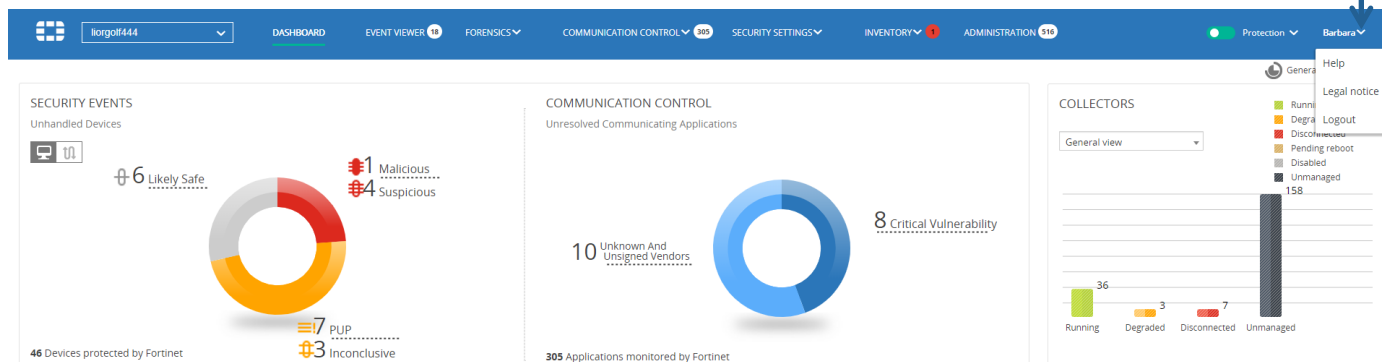 liorgolf444
DASHBOARD
EVENT VIEWER 18
FORENSICS
COMMUNICATION CONTROL 305
SECURITY SETTINGS
INVENTORY 1
ADMINISTRATION 516
Protection
Barbara
Help
Legal notice
Logout
SECURITY EVENTS
Unhandled Devices
6 Likely Safe
1 Malicious
4 Suspicious
7 PUP
3 Inconclusive
46 Devices protected by Fortinet
COMMUNICATION CONTROL
Unresolved Communicating Applications
10 Unknown And
Unsigned Vendors
8 Critical Vulnerability
305 Applications monitored by Fortinet
COLLECTORS
General view
Genera
Runni
Degra
Disconnected
Pending reboot
Disabled
Unmanaged
158
36
3
7
Running
Degraded
Disconnected
Unmanaged